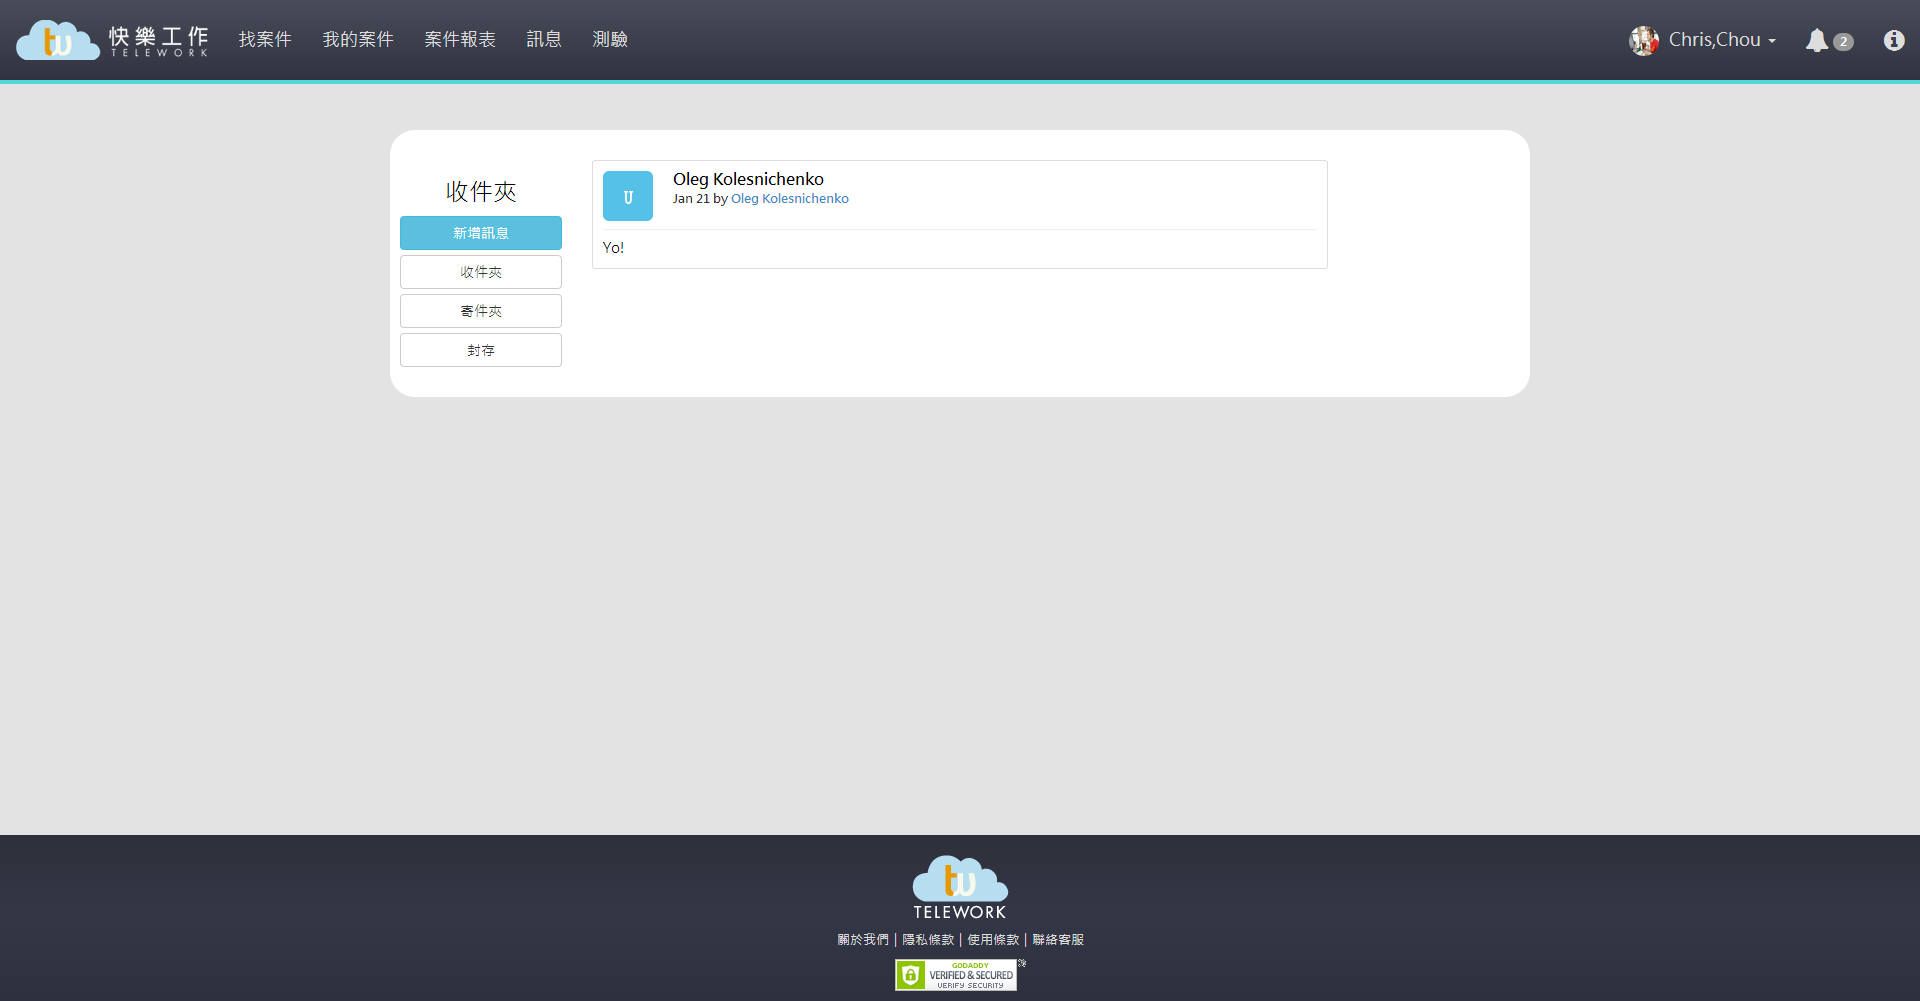 tw 快樂工作 TELEWORK 找案件 我的案件 案件報表 訊息 測驗 Chris,Chou 2
收件夾
新增訊息
收件夾
寄件夾
封存
U
Oleg Kolesnichenko
Jan 21 by Oleg Kolesnichenko
Yo!
tw
TELEWORK
關於我們 | 隱私條款 | 使用條款 | 聯絡客服
GODADDY
VERIFIED & SECURED
VERIFY SECURITY